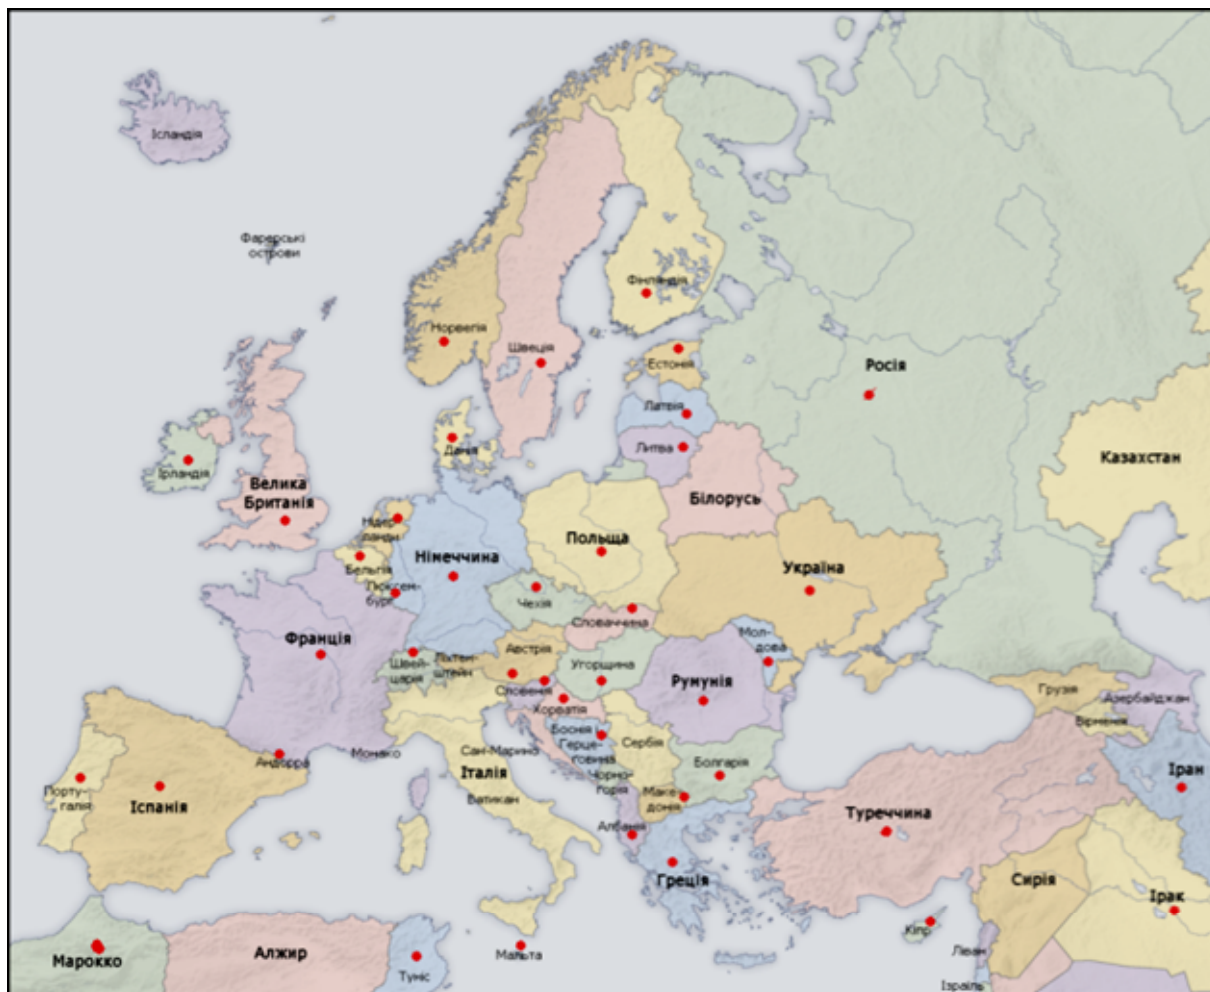 Ісландія
Фарерські
острови
Норвегія
Швеція
Фінляндія
Естонія
Латвія
Литва
Росія
Казахстан
Ірландія
Велика
Британія
Данія
Нідер-
ланди
Бельгія
Люксем-
бург
Німеччина
Польща
Білорусь
Україна
Чехія
Словаччина
Мол-
дова
Франція
Швей-
царія
Ліхтен-
штейн
Австрія
Угорщина
Румунія
Словенія
Хорватія
Грузія
Азербайджан
Вірменія
Андорра
Монако
Сан-Марино
Боснія
Герце-
говина
Сербія
Болгарія
Порту-
галія
Іспанія
Італія
Ватикан
Чорно-
горія
Маке-
донія
Албанія
Греція
Туреччина
Іран
Сирія
Ірак
Кіпр
Ліван
Ізраїль
Марокко
Алжир
Туніс
Мальта